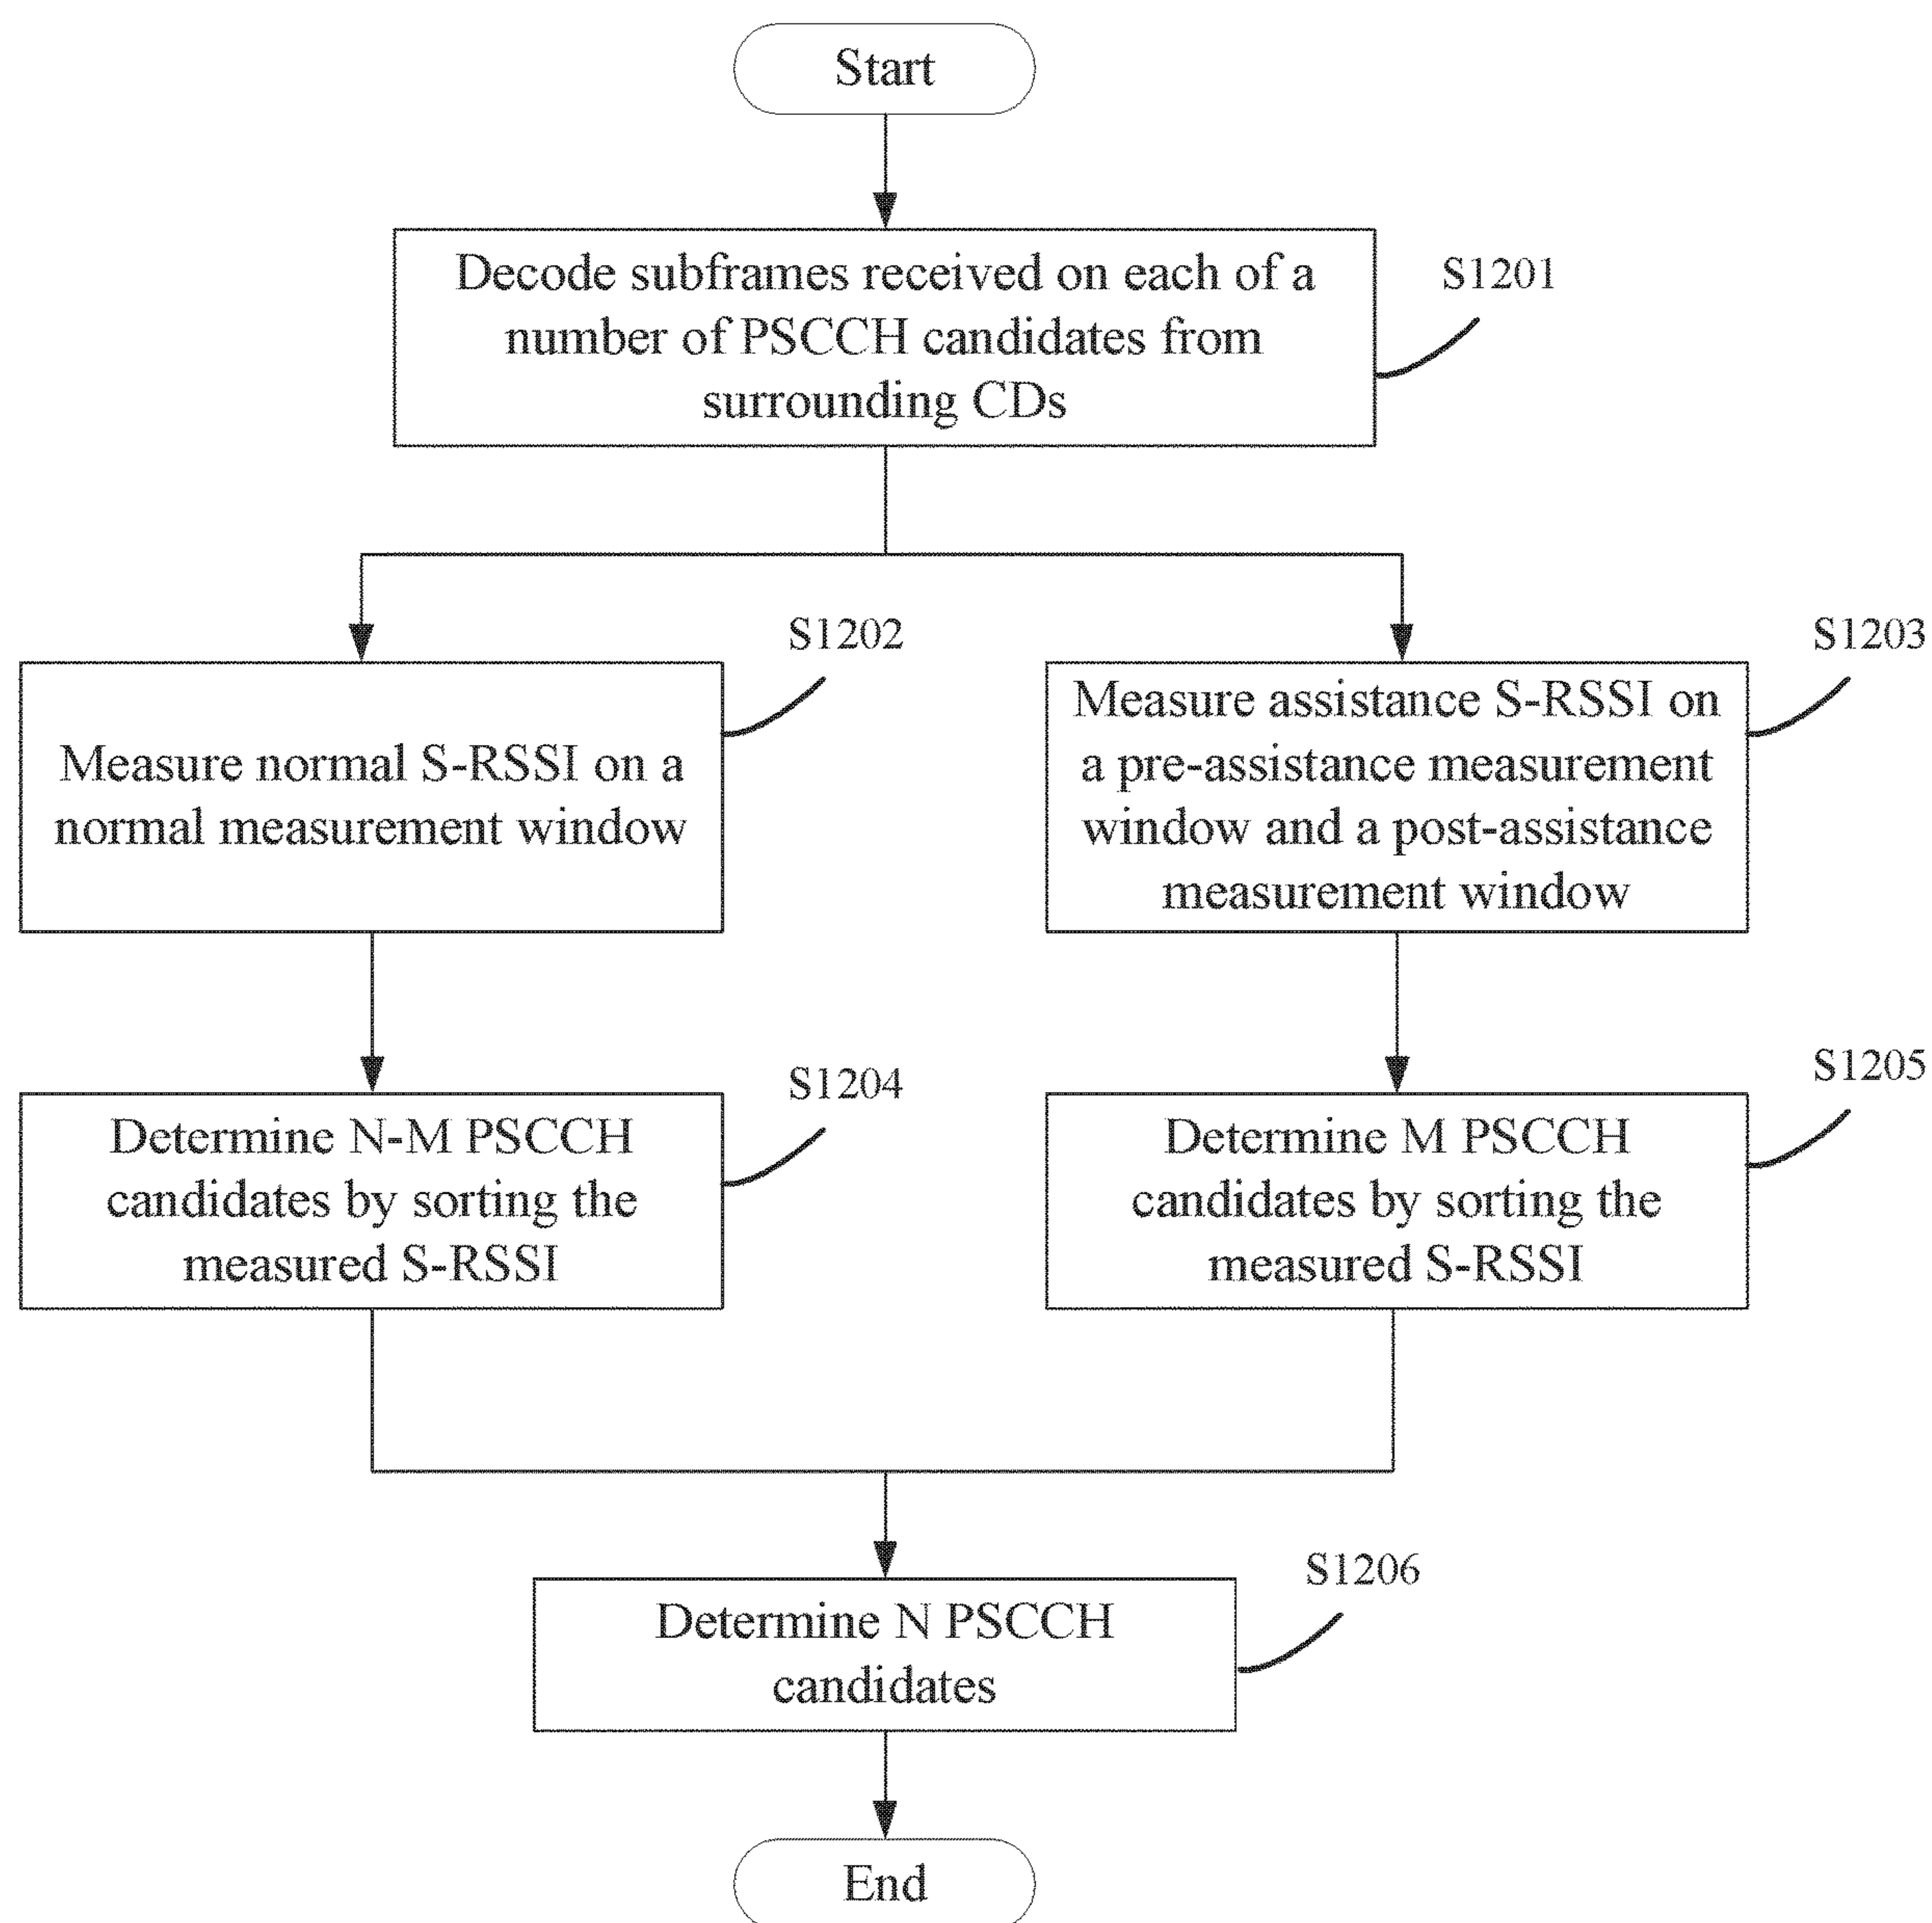 Start
Decode subframes received on each of a
number of PSCCH candidates from
surrounding CDs
S1201
S1202
Measure normal S-RSSI on a
normal measurement window
S1203
Measure assistance S-RSSI on
a pre-assistance measurement
window and a post-assistance
measurement window
S1204
Determine N-M PSCCH
candidates by sorting the
measured S-RSSI
S1205
Determine M PSCCH
candidates by sorting the
measured S-RSSI
S1206
Determine N PSCCH
candidates
End